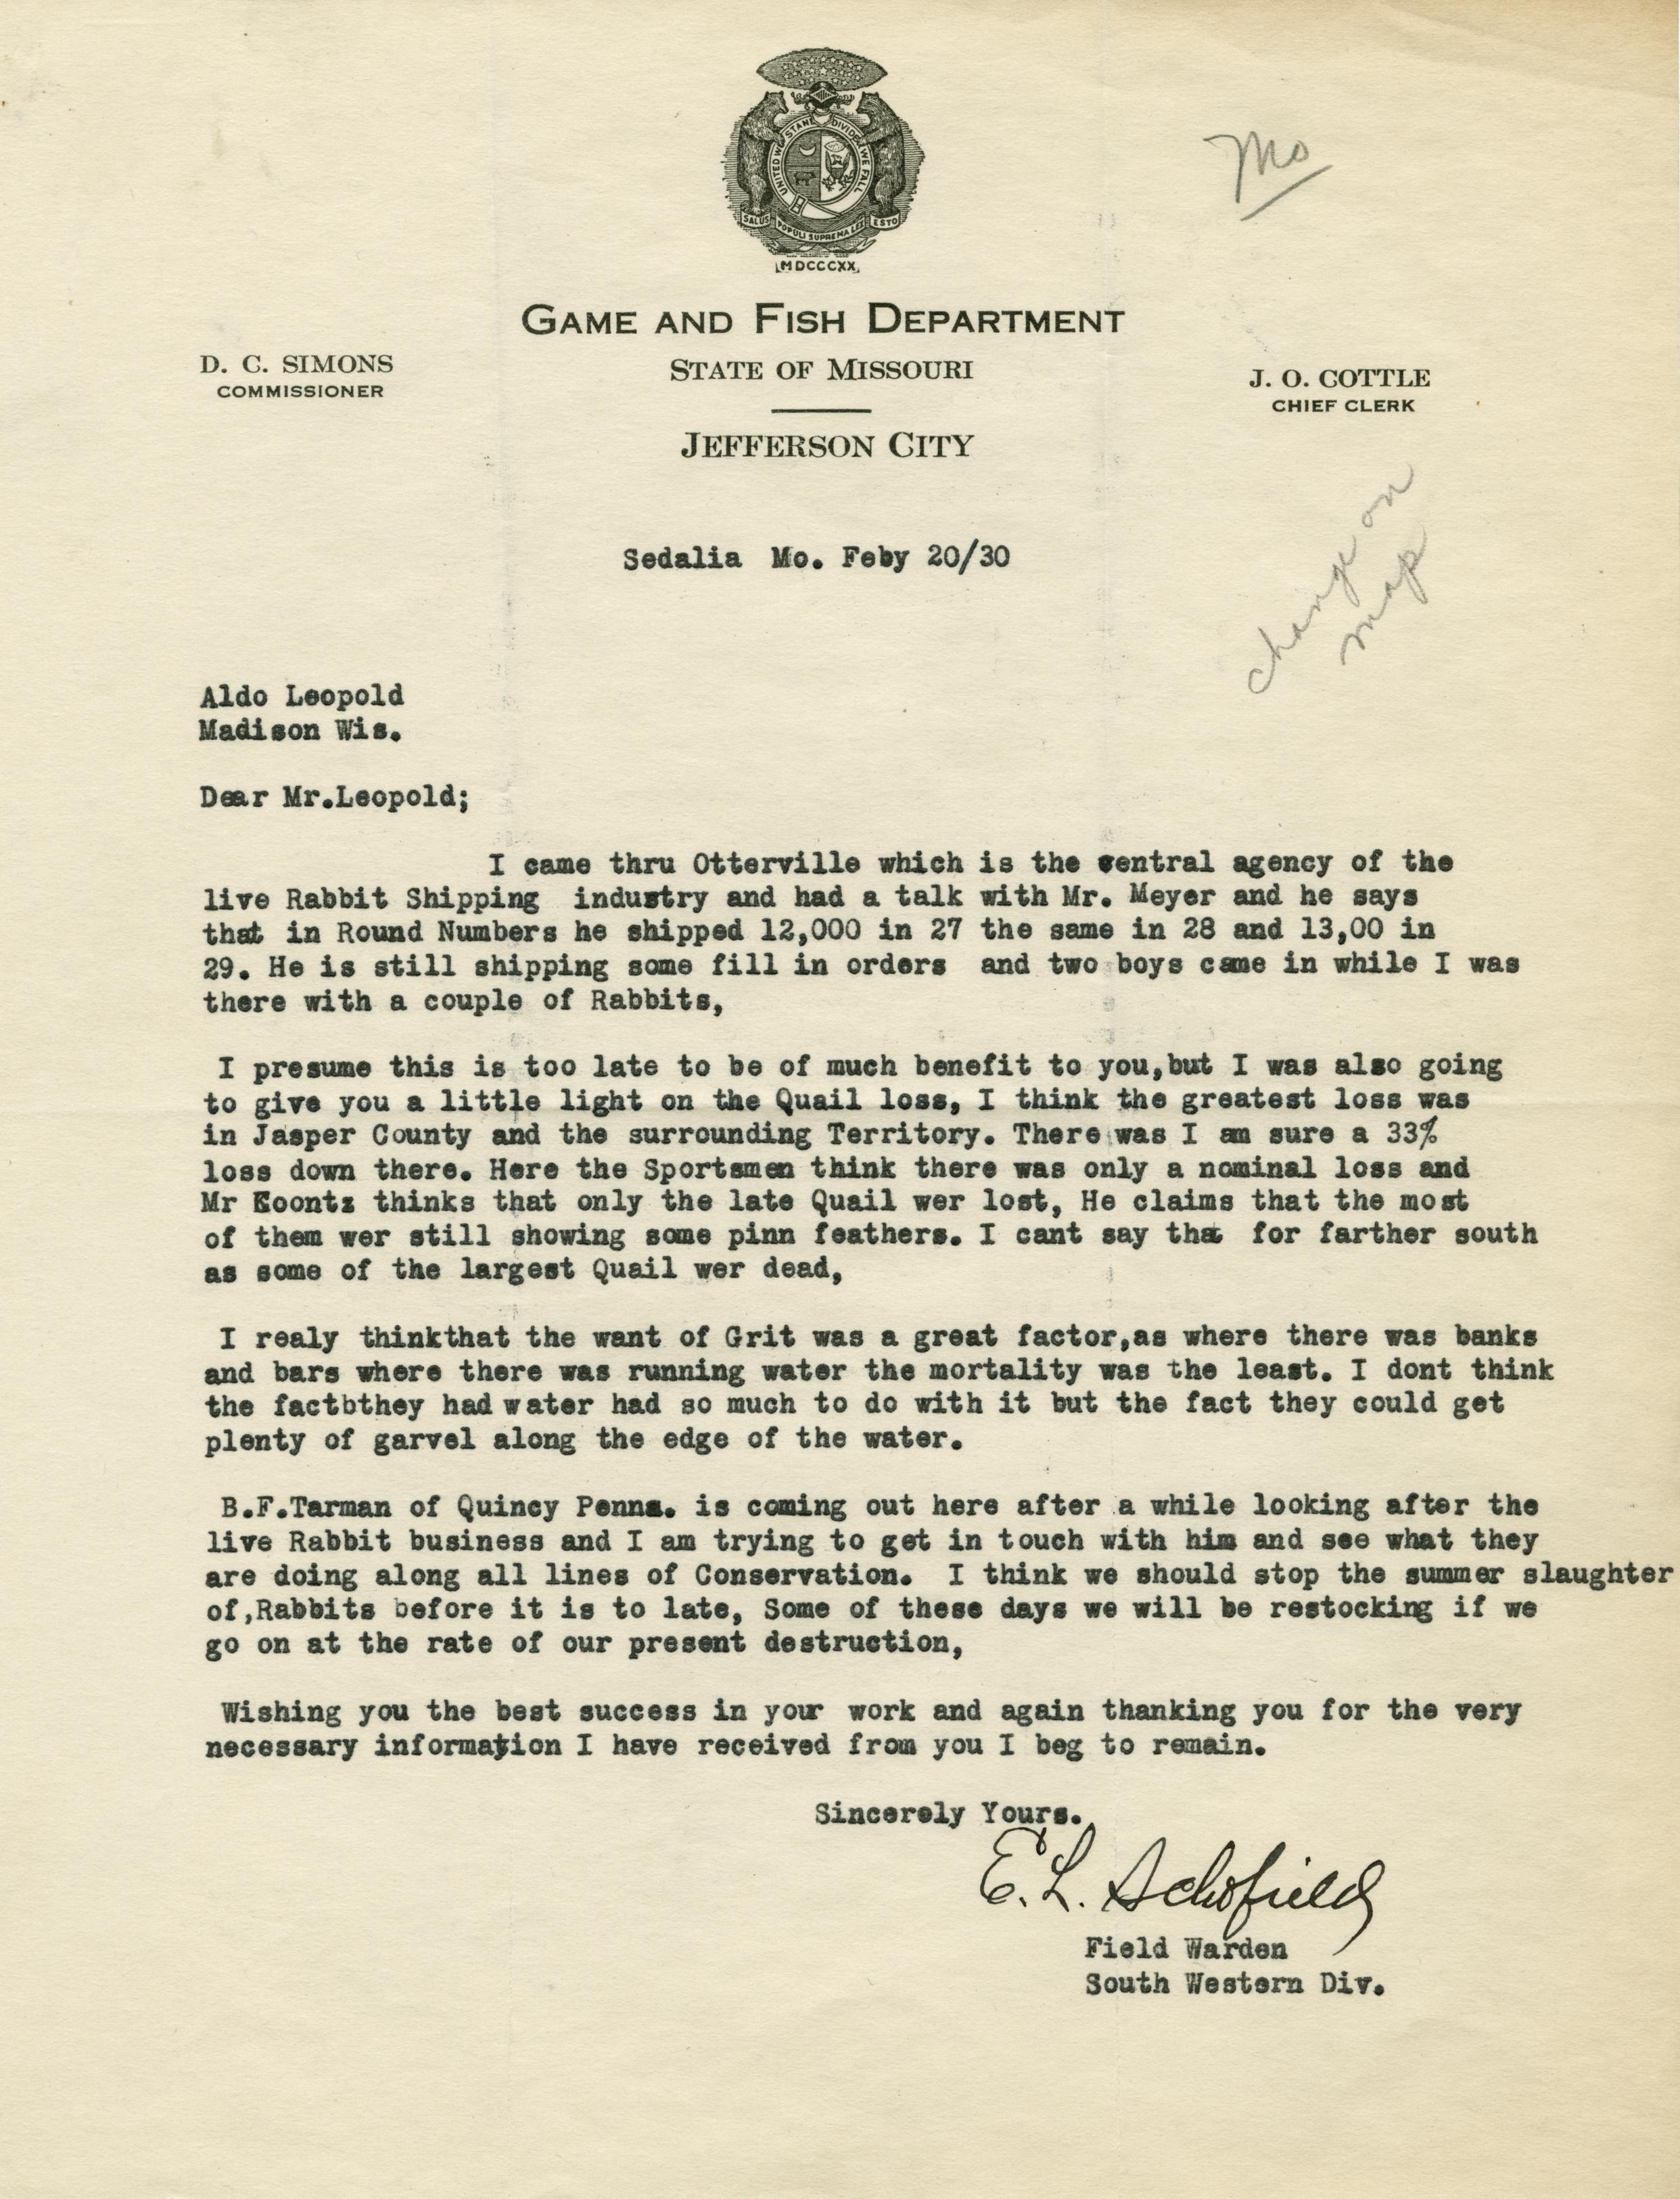 UNITED WE STAND DIVIDED WE FALL
SALUS POPULI SUPREMA LEX ESTO
MDCCCXX
Mo
GAME AND FISH DEPARTMENT
D. C. SIMONS
COMMISSIONER
STATE OF MISSOURI
J. O. COTTLE
CHIEF CLERK
JEFFERSON CITY
change on
map
Sedalia Mo. Feby 20/30
Aldo Leopold
Madison Wis.
Dear Mr.Leopold;
I came thru Otterville which is the central agency of the
live Rabbit Shipping industry and had a talk with Mr. Meyer and he says
that in Round Numbers he shipped 12,000 in 27 the same in 28 and 13,00 in
29. He is still shipping some fill in orders and two boys came in while I was
there with a couple of Rabbits,
I presume this is too late to be of much benefit to you,but I was also going
to give you a little light on the Quail loss, I think the greatest loss was
in Jasper County and the surrounding Territory. There was I am sure a 33%
loss down there. Here the Sportsmen think there was only a nominal loss and
Mr Koontz thinks that only the late Quail wer lost, He claims that the most
of them wer still showing some pinn feathers. I cant say that for farther south
as some of the largest Quail wer dead,
I realy thinkthat the want of Grit was a great factor,as where there was banks
and bars where there was running water the mortality was the least. I dont think
the factbthey had water had so much to do with it but the fact they could get
plenty of garvel along the edge of the water.
B.F.Tarman of Quincy Penna. is coming out here after a while looking after the
live Rabbit business and I am trying to get in touch with him and see what they
are doing along all lines of Conservation. I think we should stop the summer slaughter
of,Rabbits before it is to late, Some of these days we will be restocking if we
go on at the rate of our present destruction,
Wishing you the best success in your work and again thanking you for the very
necessary information I have received from you I beg to remain.
Sincerely Yours.
E. L. Schofield
Field Warden
South Western Div.